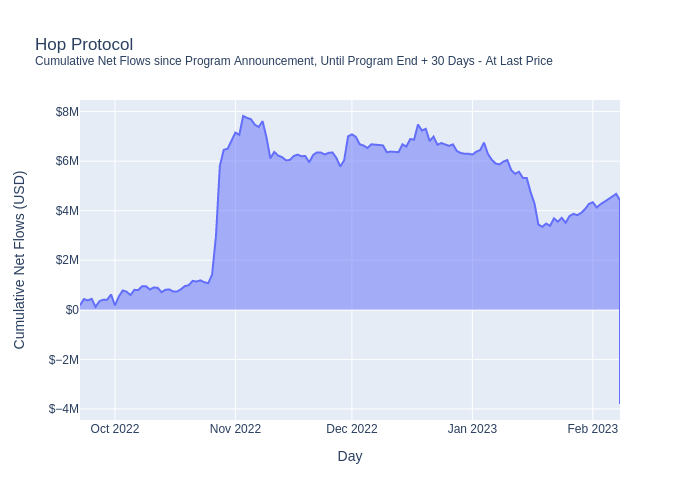 Hop Protocol
Cumulative Net Flows since Program Announcement, Until Program End + 30 Days - At Last Price
Cumulative Net Flows (USD)
$8M
$6M
$4M
$2M
$0
$−2M
$−4M
Oct 2022
Nov 2022
Dec 2022
Jan 2023
Feb 2023
Day